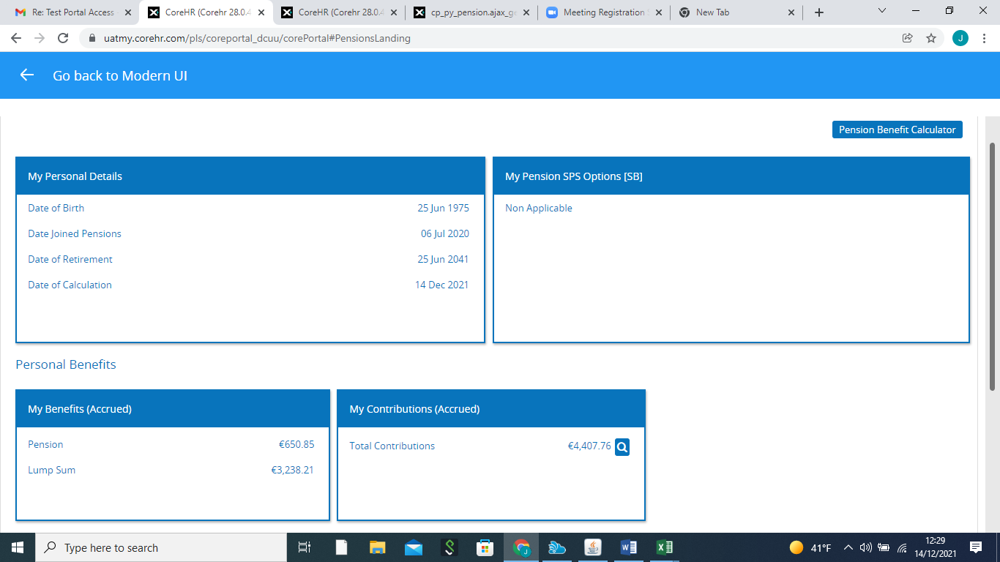 Re: Test Portal Access
CoreHR (Corehr 28.0.4
CoreHR (Corehr 28.0.4
cp_py_pension.ajax_ge
Meeting Registration
New Tab
uatmy.corehr.com/pls/coreportal_dcuu/corePortal#PensionsLanding
J
Go back to Modern UI
Pension Benefit Calculator
My Personal Details
Date of Birth 25 Jun 1975
Date Joined Pensions 06 Jul 2020
Date of Retirement 25 Jun 2041
Date of Calculation 14 Dec 2021
My Pension SPS Options [SB]
Non Applicable
Personal Benefits
My Benefits (Accrued)
Pension €650.85
Lump Sum €3,238.21
My Contributions (Accrued)
Total Contributions €4,407.76
Type here to search
41°F
12:29
14/12/2021